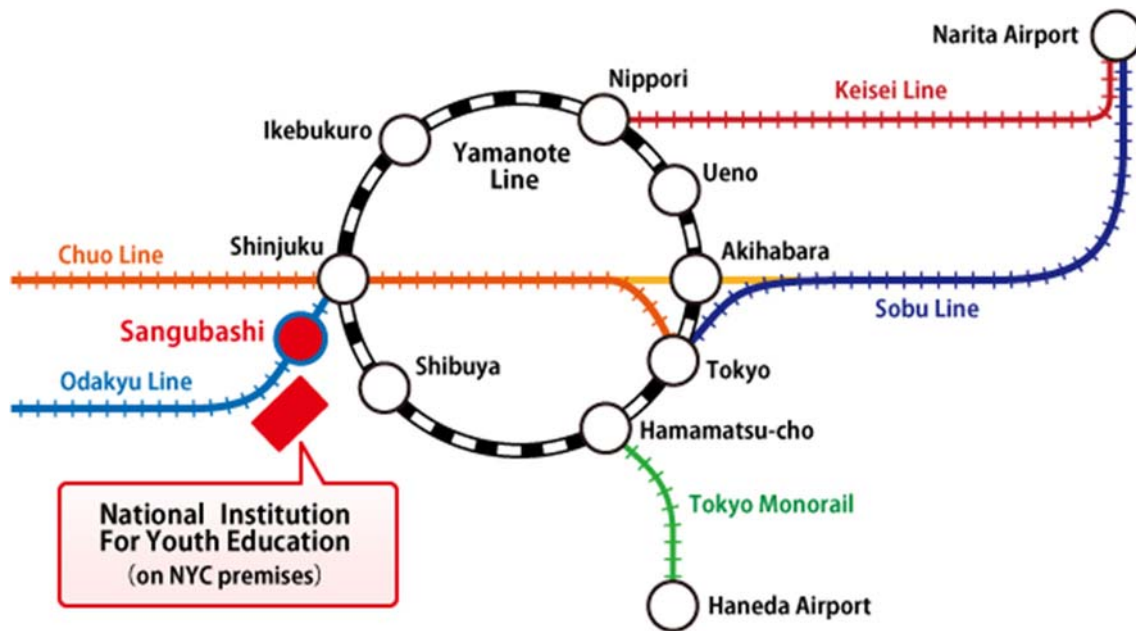 Narita Airport
Nippori
Keisei Line
Ikebukuro
Yamanote
Line
Ueno
Shinjuku
Akihabara
Chuo Line
Sobu Line
Sangubashi
Shibuya
Tokyo
Odakyu Line
Hamamatsu-cho
National Institution
For Youth Education
(on NYC premises)
Tokyo Monorail
Haneda Airport